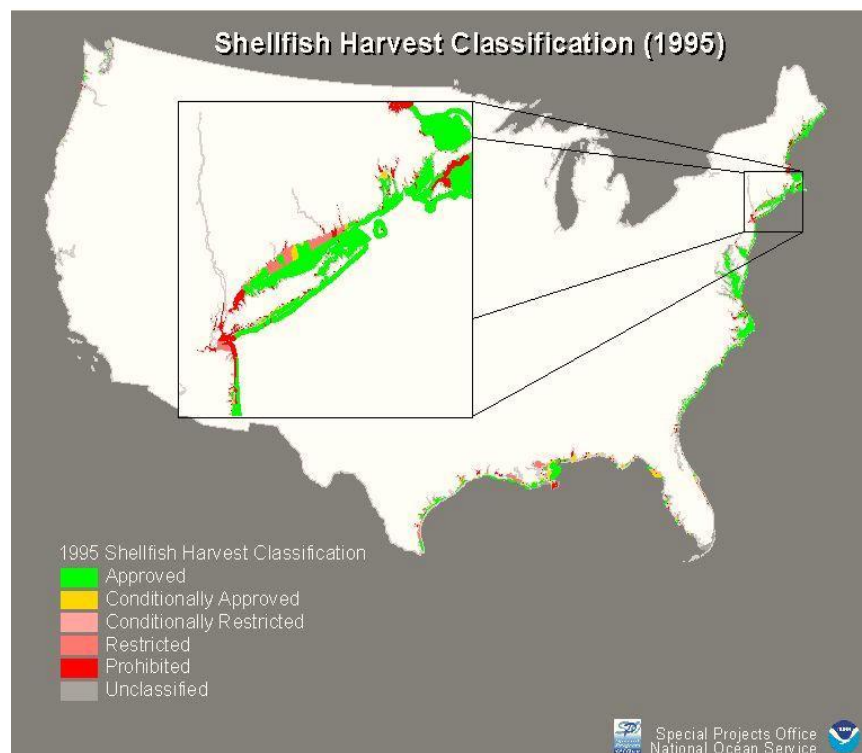 Shellfish Harvest Classification (1995)
1995 Shellfish Harvest Classification
Approved
Conditionally Approved
Conditionally Restricted
Restricted
Prohibited
Unclassified
Special Projects Office
National Ocean Service